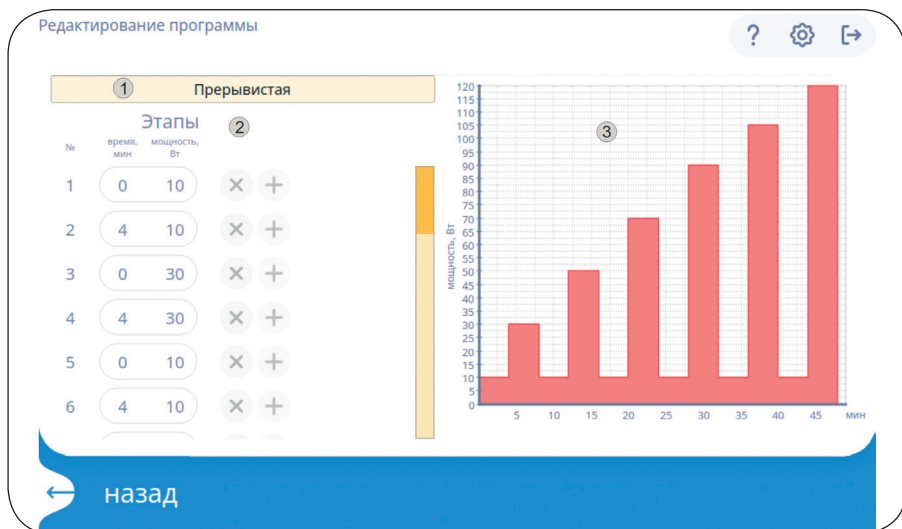 Редактирование программы
?
1 Прерывистая
Этапы 2
№ время, мин мощность, Вт
1 0 10 × +
2 4 10 × +
3 0 30 × +
4 4 30 × +
5 0 10 × +
6 4 10 × +
3
мощность, Вт
120
115
110
105
100
95
90
85
80
75
70
65
60
55
50
45
40
35
30
25
20
15
10
5
0
5 10 15 20 25 30 35 40 45 мин
← назад